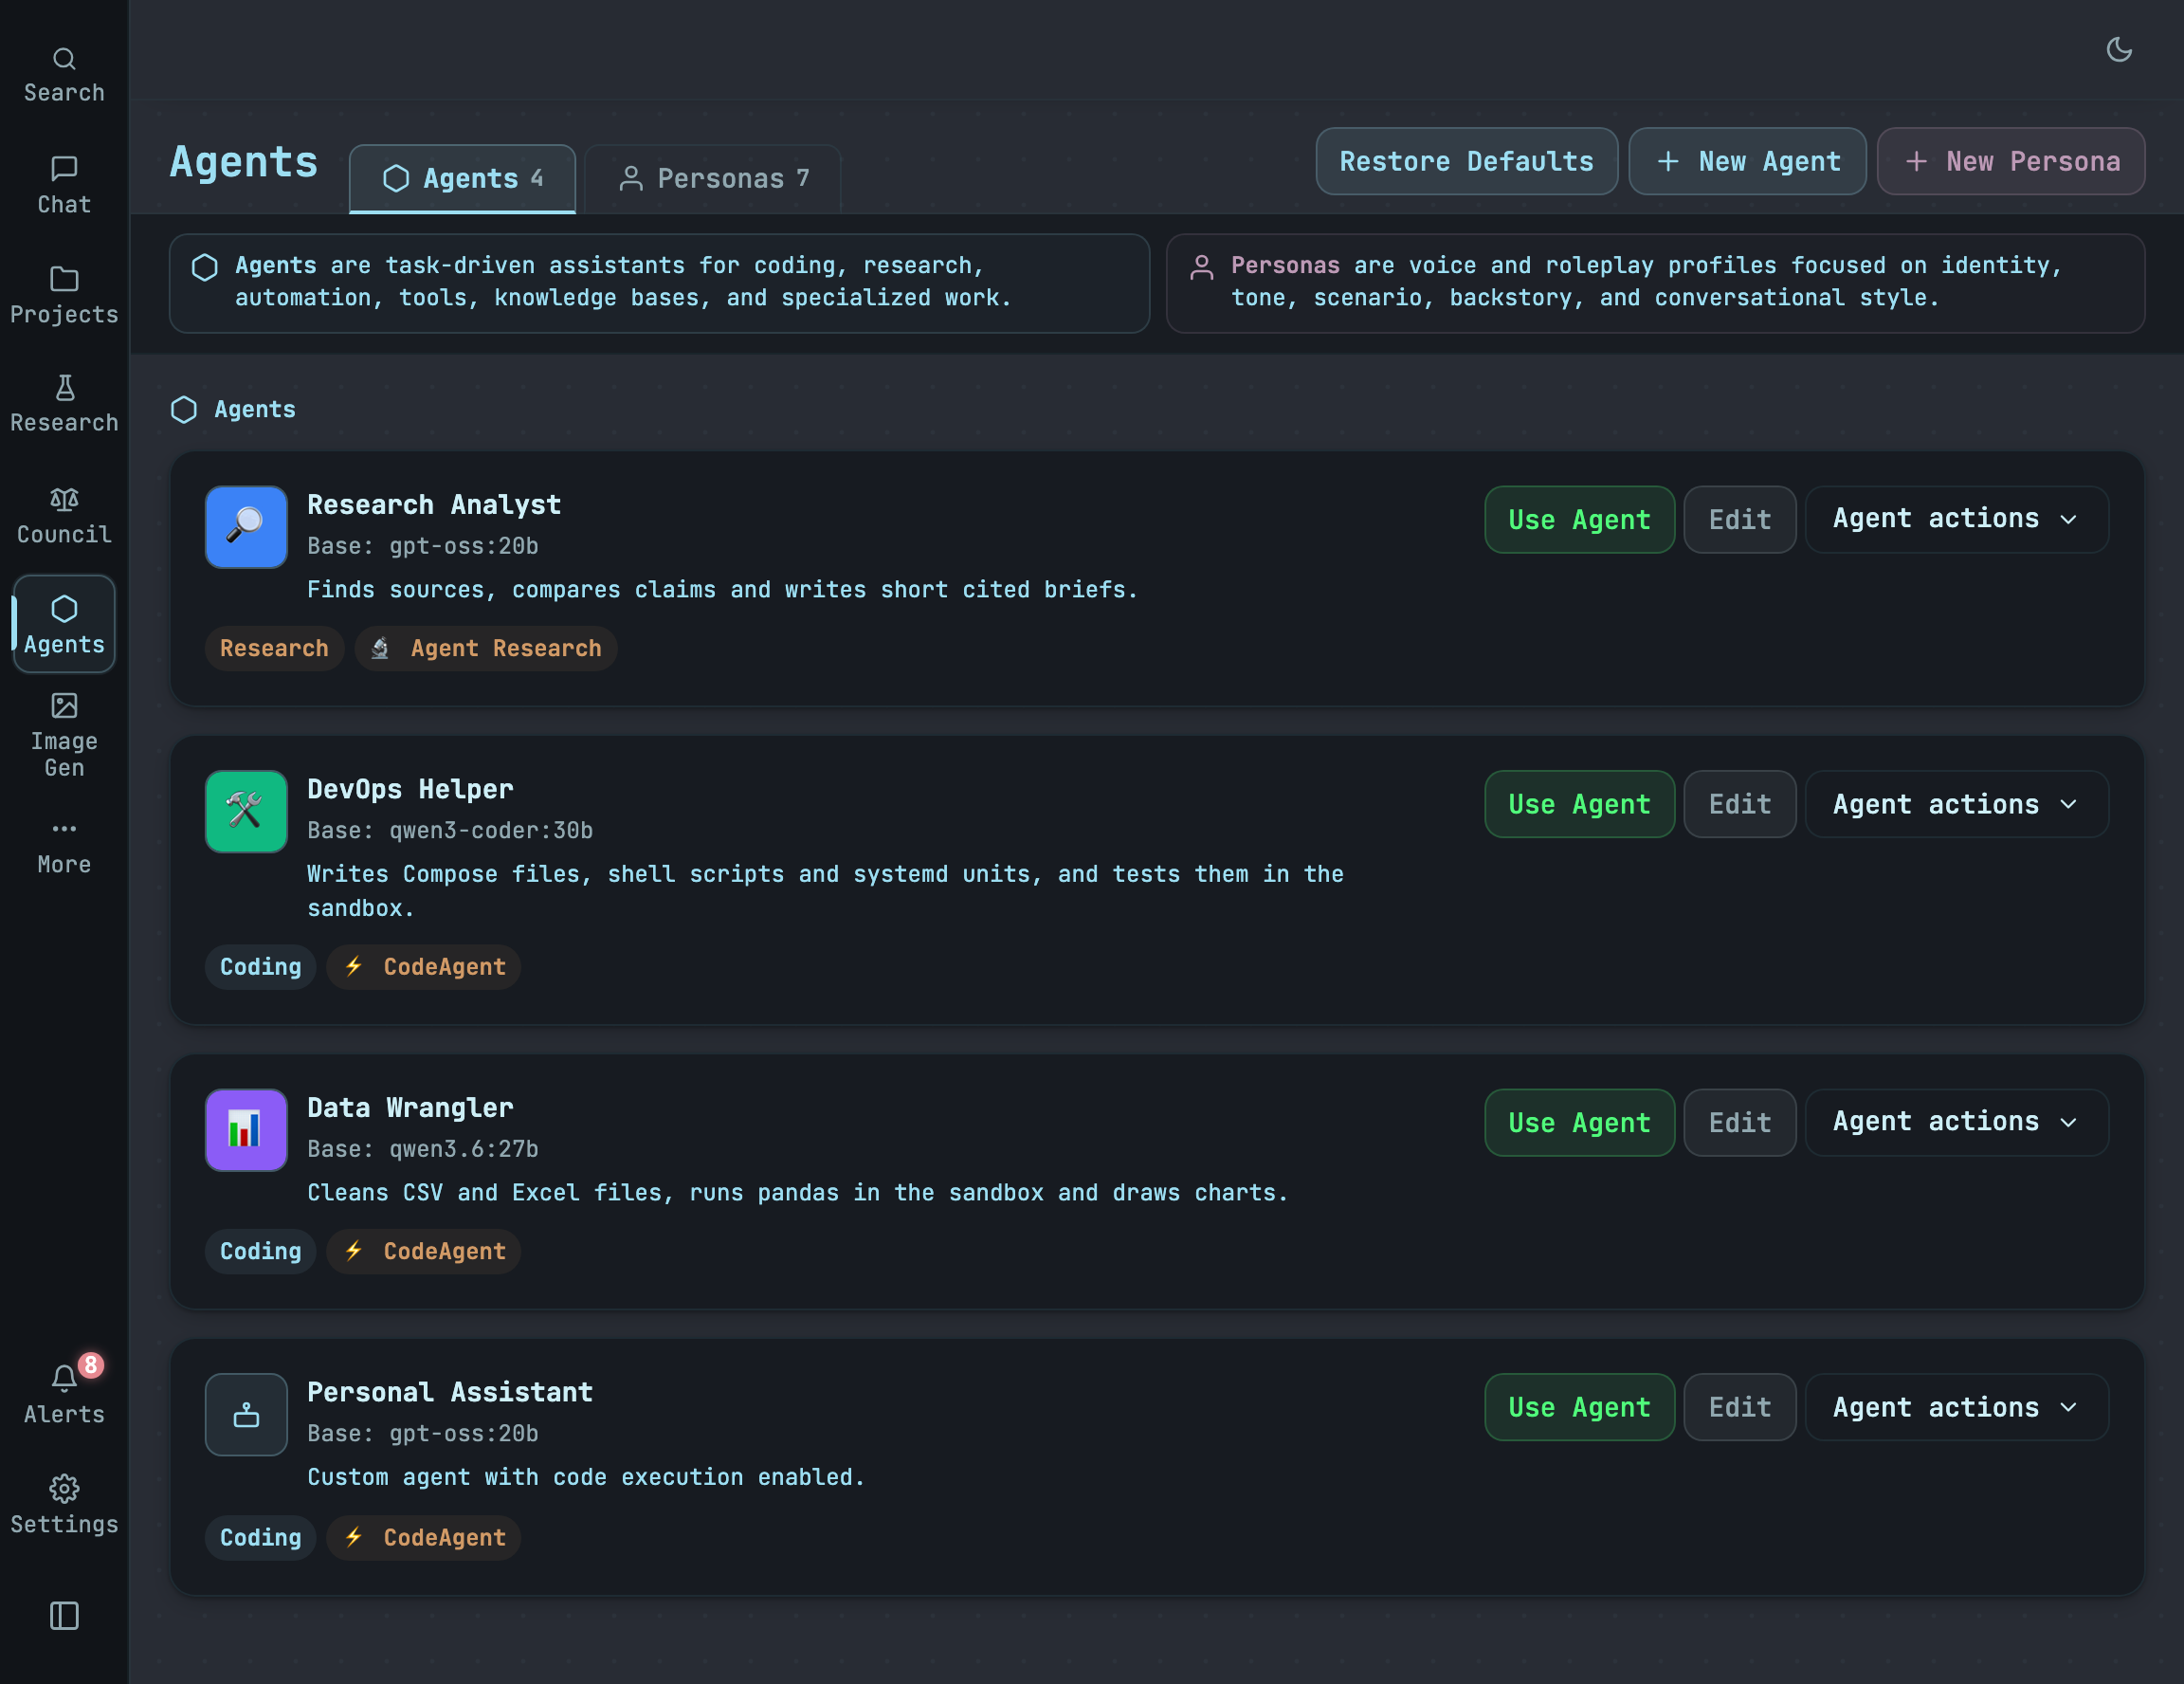 Search
Chat
Projects
Research
Council
Agents
Image
Gen
More
8
Alerts
Settings
Agents
Agents 4
Personas 7
Restore Defaults
+ New Agent
+ New Persona
Agents are task-driven assistants for coding, research,
automation, tools, knowledge bases, and specialized work.
Personas are voice and roleplay profiles focused on identity,
tone, scenario, backstory, and conversational style.
Agents
Research Analyst
Base: gpt-oss:20b
Finds sources, compares claims and writes short cited briefs.
Research
Agent Research
Use Agent
Edit
Agent actions
DevOps Helper
Base: qwen3-coder:30b
Writes Compose files, shell scripts and systemd units, and tests them in the
sandbox.
Coding
CodeAgent
Use Agent
Edit
Agent actions
Data Wrangler
Base: qwen3.6:27b
Cleans CSV and Excel files, runs pandas in the sandbox and draws charts.
Coding
CodeAgent
Use Agent
Edit
Agent actions
Personal Assistant
Base: gpt-oss:20b
Custom agent with code execution enabled.
Coding
CodeAgent
Use Agent
Edit
Agent actions